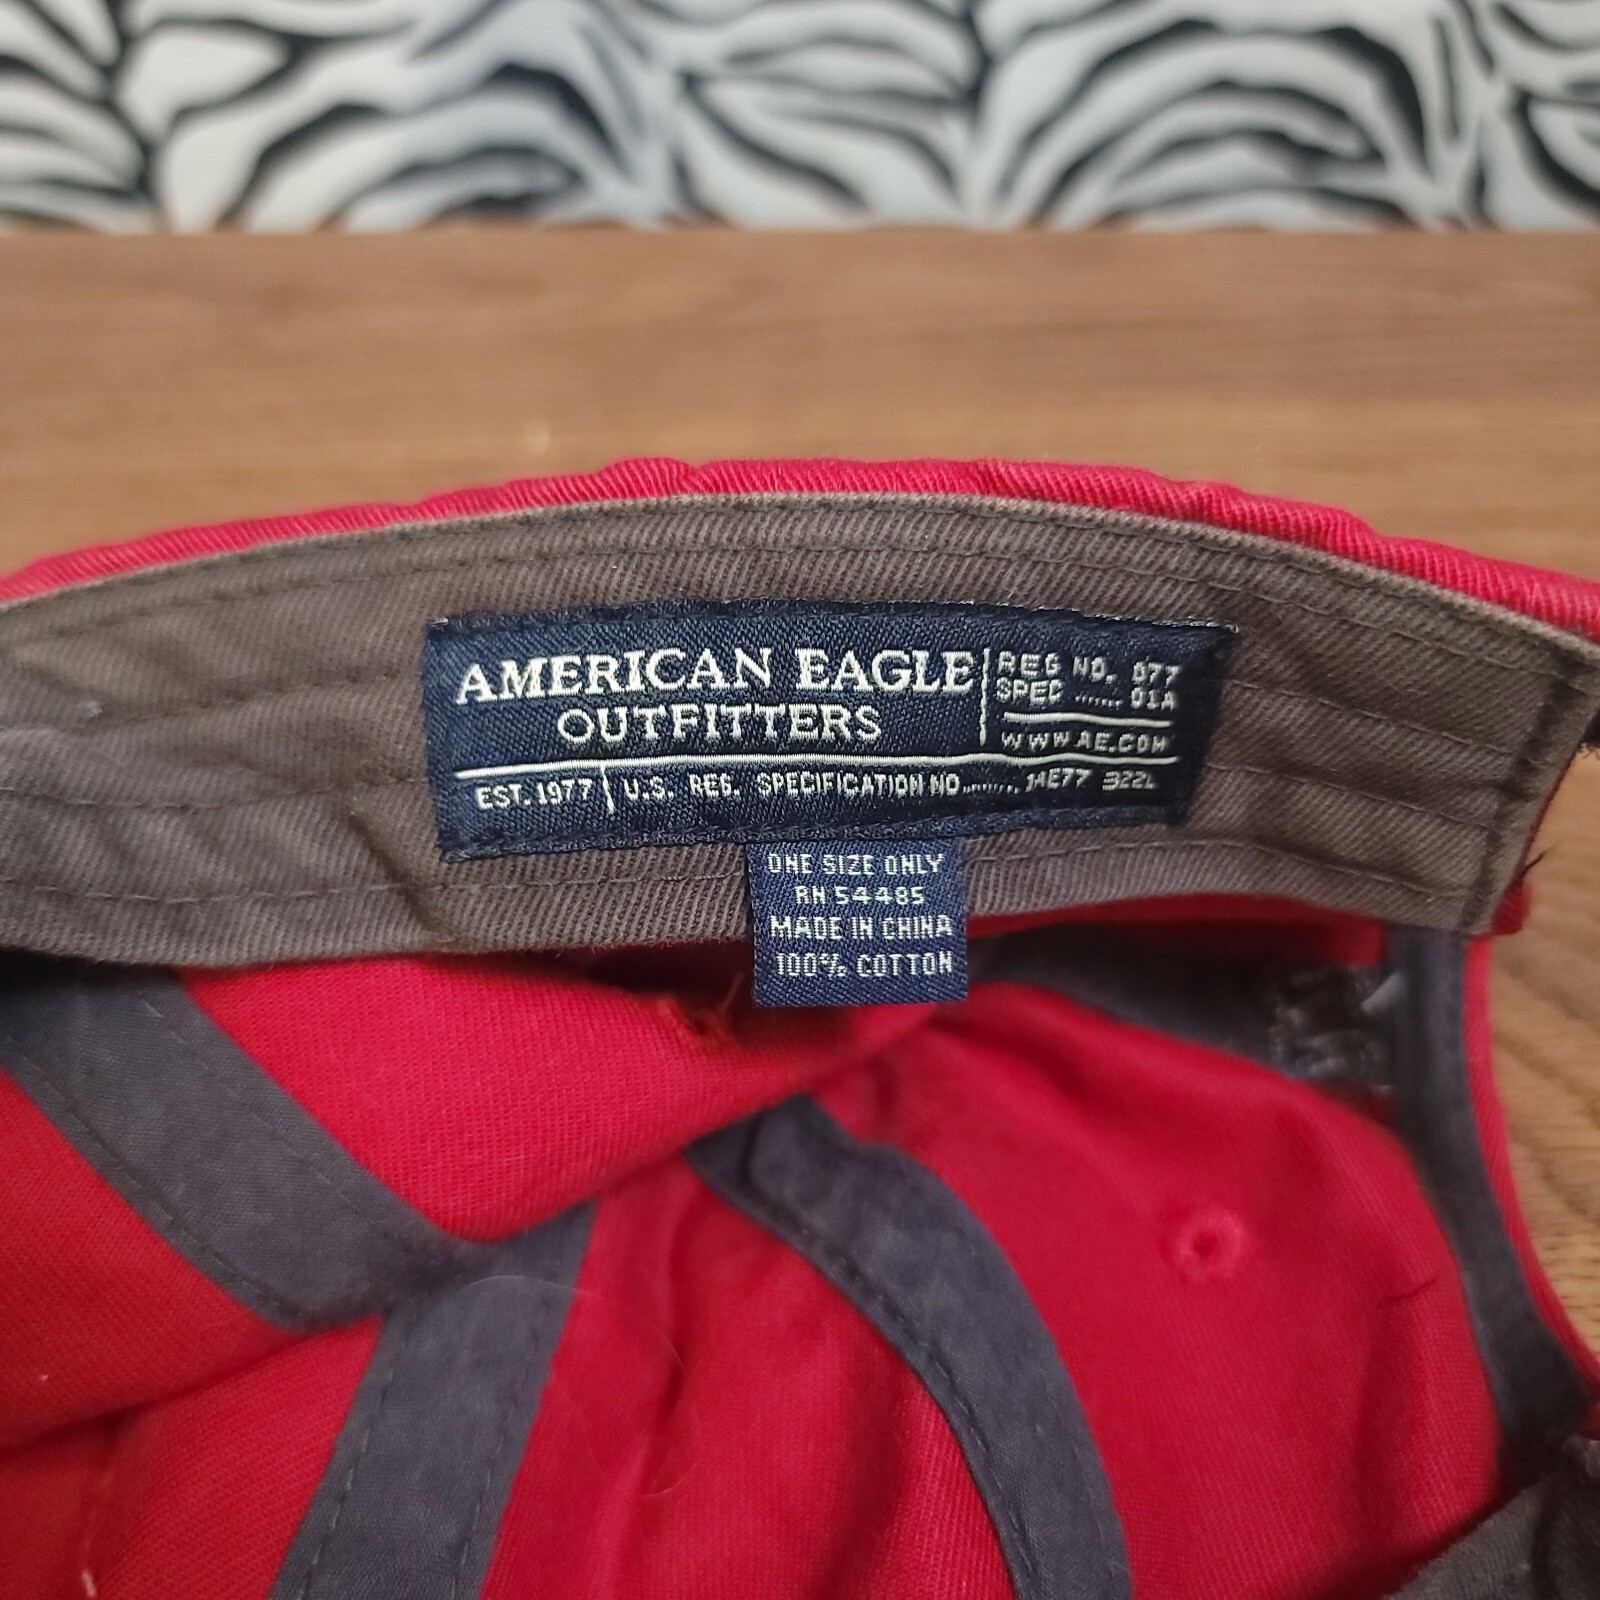 AMERICAN EAGLE
OUTFITTERS
REG NO. 077
SPEC ...... 01A
WWW.AE.COM
EST. 1977 U.S. REG. SPECIFICATION NO........ 1AE77 322L
ONE SIZE ONLY
RN 54485
MADE IN CHINA
100% COTTON